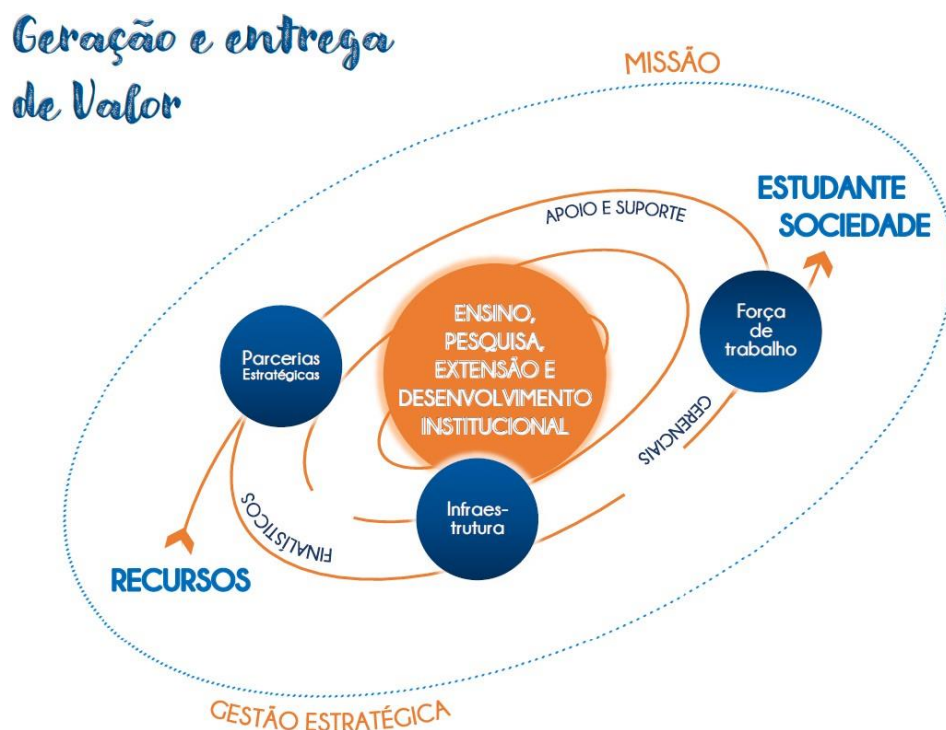 Geração e entrega
de Valor
MISSÃO
ESTUDANTE
SOCIEDADE
APOIO E SUPORTE
Força
de
trabalho
ENSINO,
PESQUISA,
EXTENSÃO E
DESENVOLVIMENTO
INSTITUCIONAL
Parcerias
Estratégicas
GERENCIAIS
Infraes-
trutura
FINALÍSTICOS
RECURSOS
GESTÃO ESTRATÉGICA